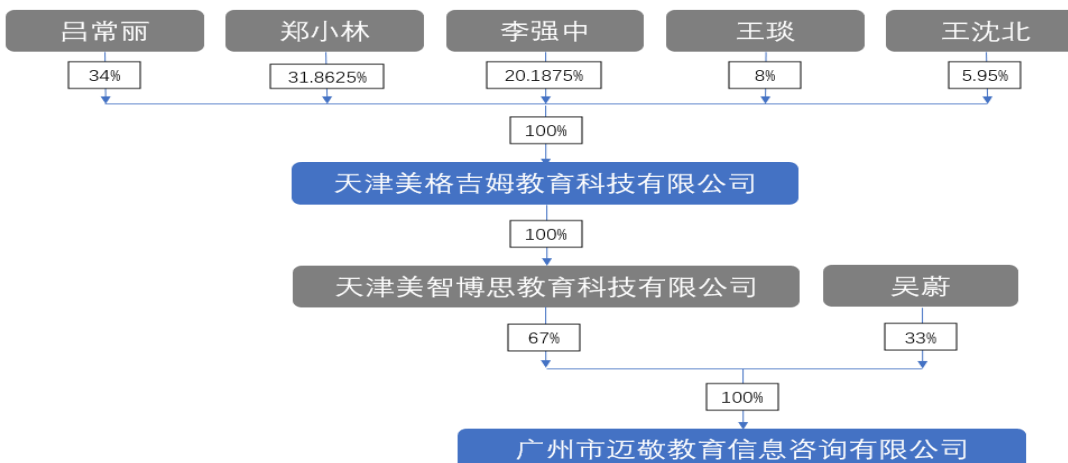 吕常丽 郑小林 李强中 王琰 王沈北
34% 31.8625% 20.1875% 8% 5.95%
100%
天津美格吉姆教育科技有限公司
100%
天津美智博思教育科技有限公司 吴蔚
67% 33%
100%
广州市迈敬教育信息咨询有限公司